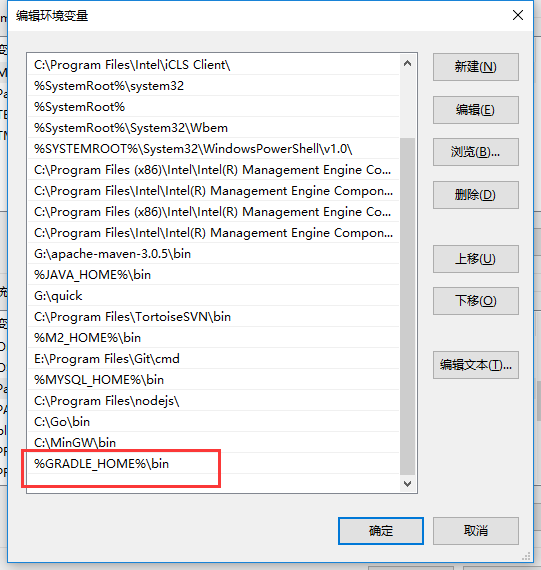 编辑环境变量
C:\Program Files\Intel\iCLS Client\
%SystemRoot%\system32
%SystemRoot%
%SystemRoot%\System32\Wbem
%SYSTEMROOT%\System32\WindowsPowerShell\v1.0\
C:\Program Files (x86)\Intel\Intel(R) Management Engine Co...
C:\Program Files\Intel\Intel(R) Management Engine Compon...
C:\Program Files (x86)\Intel\Intel(R) Management Engine Co...
C:\Program Files\Intel\Intel(R) Management Engine Compon...
G:\apache-maven-3.0.5\bin
%JAVA_HOME%\bin
G:\quick
C:\Program Files\TortoiseSVN\bin
%M2_HOME%\bin
E:\Program Files\Git\cmd
%MYSQL_HOME%\bin
C:\Program Files\nodejs\
C:\Go\bin
C:\MinGW\bin
%GRADLE_HOME%\bin
新建(N)
编辑(E)
浏览(B)...
删除(D)
上移(U)
下移(O)
编辑文本(T)...
确定
取消